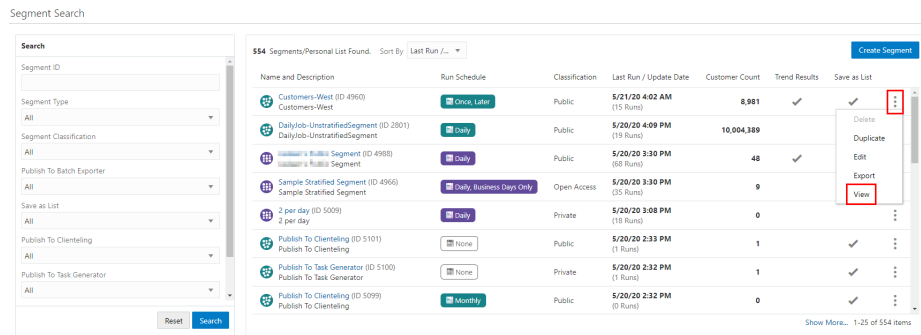 Segment Search
Search
Segment ID
Segment Type
All
Segment Classification
All
Publish To Batch Exporter
All
Save as List
All
Publish To Clienteling
All
Publish To Task Generator
All
Reset Search
554 Segments/Personal List Found. Sort By Last Run /...
Create Segment
Name and Description Run Schedule Classification Last Run / Update Date Customer Count Trend Results Save as List
Customers-West (ID 4960) Once, Later Public 5/21/20 4:02 AM 8,981
Customers-West (15 Runs)
DailyJob-UnstratifiedSegment (ID 2801) Daily Public 5/20/20 4:09 PM 10,004,389
DailyJob-UnstratifiedSegment (19 Runs)
Segment (ID 4988) Daily Public 5/20/20 3:30 PM 48
Segment (68 Runs)
Sample Stratified Segment (ID 4966) Daily, Business Days Only Open Access 5/20/20 3:30 PM 9
Sample Stratified Segment (35 Runs)
2 per day (ID 5009) Daily Private 5/20/20 3:08 PM 0
2 per day (18 Runs)
Publish To Clienteling (ID 5101) None Public 5/20/20 2:33 PM 1
Publish To Clienteling (1 Runs)
Publish To Task Generator (ID 5100) None Private 5/20/20 2:32 PM 1
Publish To Task Generator (1 Runs)
Publish To Clienteling (ID 5099) Monthly Public 5/20/20 2:32 PM 0
Publish To Clienteling (0 Runs)
Delete
Duplicate
Edit
Export
View
Show More... 1-25 of 554 items